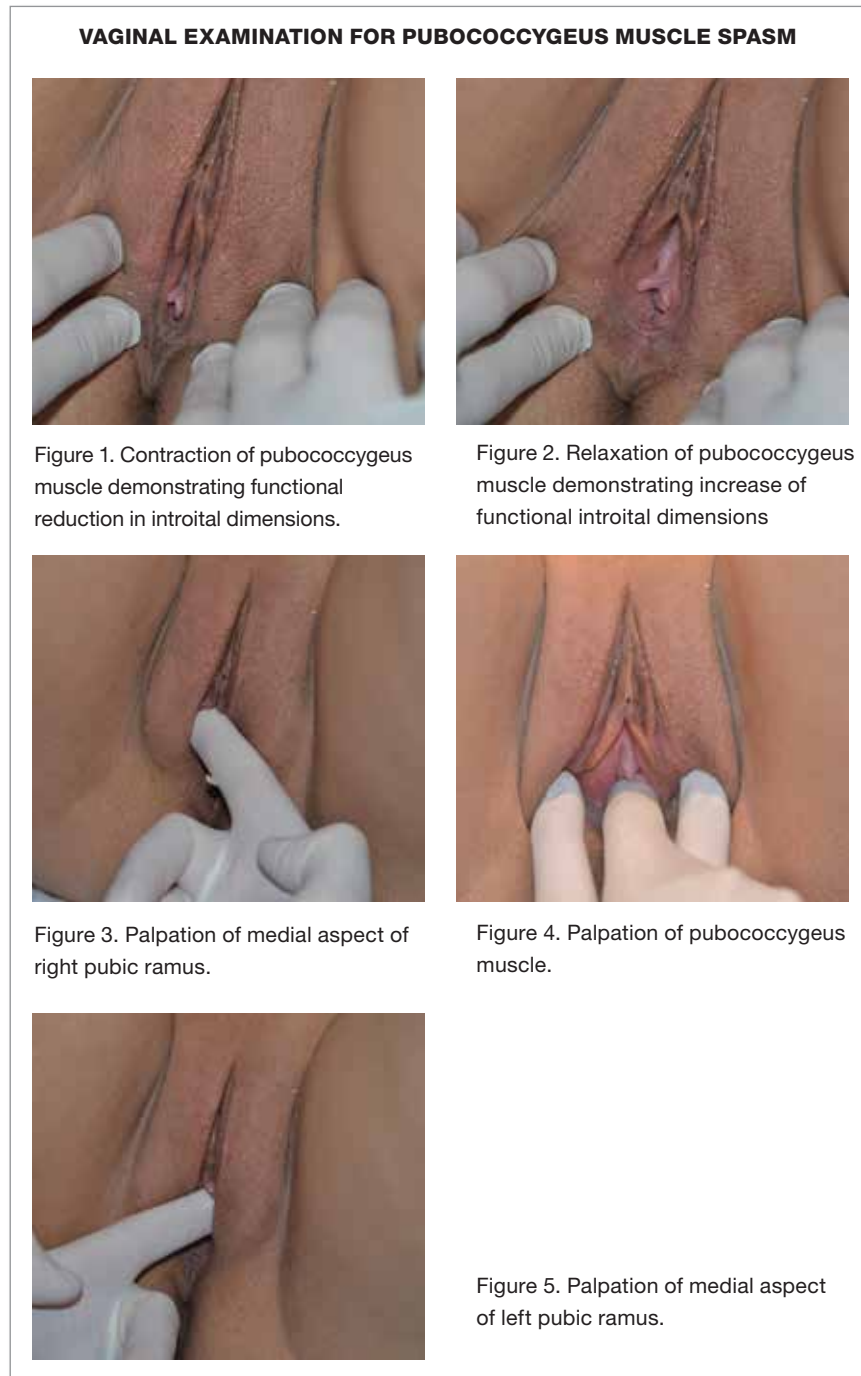 VAGINAL EXAMINATION FOR PUBOCOCCYGEUS MUSCLE SPASM
Figure 1. Contraction of pubococcygeus
muscle demonstrating functional
reduction in introital dimensions.
Figure 2. Relaxation of pubococcygeus
muscle demonstrating increase of
functional introital dimensions
Figure 3. Palpation of medial aspect of
right pubic ramus.
Figure 4. Palpation of pubococcygeus
muscle.
Figure 5. Palpation of medial aspect
of left pubic ramus.